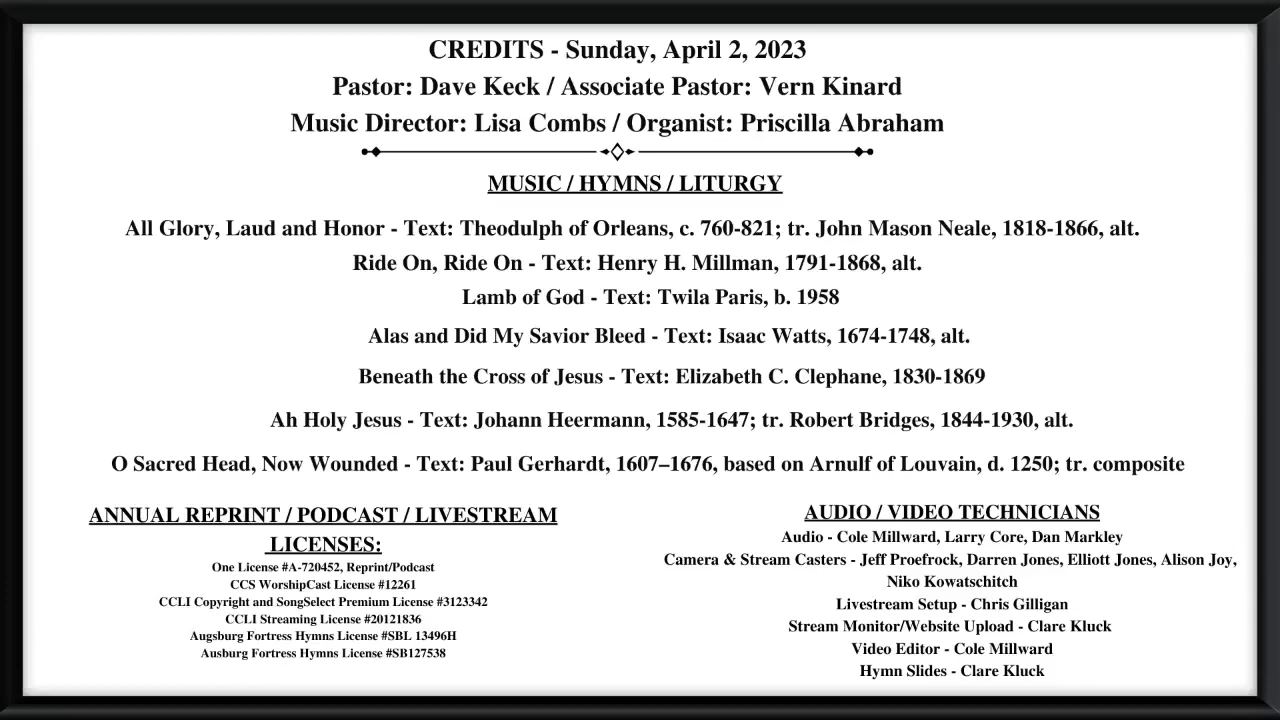 CREDITS - Sunday, April 2, 2023
Pastor: Dave Keck / Associate Pastor: Vern Kinard
Music Director: Lisa Combs / Organist: Priscilla Abraham
MUSIC / HYMNS / LITURGY
All Glory, Laud and Honor - Text: Theodulph of Orleans, c. 760-821; tr. John Mason Neale, 1818-1866, alt.
Ride On, Ride On - Text: Henry H. Millman, 1791-1868, alt.
Lamb of God - Text: Twila Paris, b. 1958
Alas and Did My Savior Bleed - Text: Isaac Watts, 1674-1748, alt.
Beneath the Cross of Jesus - Text: Elizabeth C. Clephane, 1830-1869
Ah Holy Jesus - Text: Johann Heermann, 1585-1647; tr. Robert Bridges, 1844-1930, alt.
O Sacred Head, Now Wounded - Text: Paul Gerhardt, 1607–1676, based on Arnulf of Louvain, d. 1250; tr. composite
ANNUAL REPRINT / PODCAST / LIVESTREAM
LICENSES:
One License #A-720452, Reprint/Podcast
CCS WorshipCast License #12261
CCLI Copyright and SongSelect Premium License #3123342
CCLI Streaming License #20121836
Augsburg Fortress Hymns License #SBL 13496H
Ausburg Fortress Hymns License #SB127538
AUDIO / VIDEO TECHNICIANS
Audio - Cole Millward, Larry Core, Dan Markley
Camera & Stream Casters - Jeff Proefrock, Darren Jones, Elliott Jones, Alison Joy,
Niko Kowatschitch
Livestream Setup - Chris Gilligan
Stream Monitor/Website Upload - Clare Kluck
Video Editor - Cole Millward
Hymn Slides - Clare Kluck